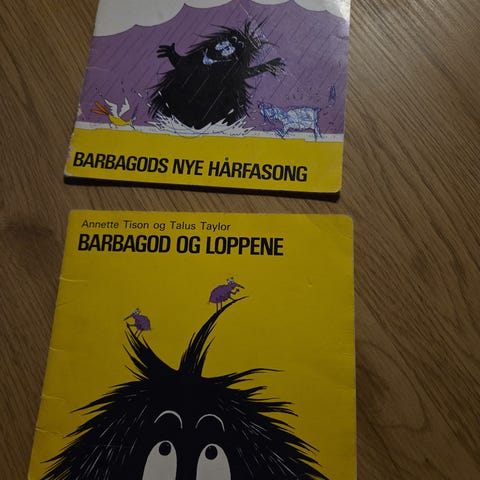 BARBAGODS NYE HÅRFASONG
Annette Tison og Talus Taylor
BARBAGOD OG LOPPENE